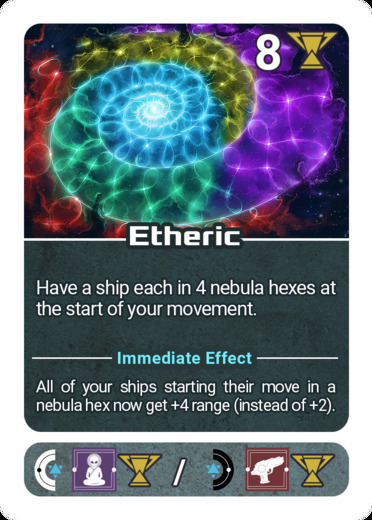 8
Etheric
Have a ship each in 4 nebula hexes at
the start of your movement.
Immediate Effect
All of your ships starting their move in a
nebula hex now get +4 range (instead of +2).
/